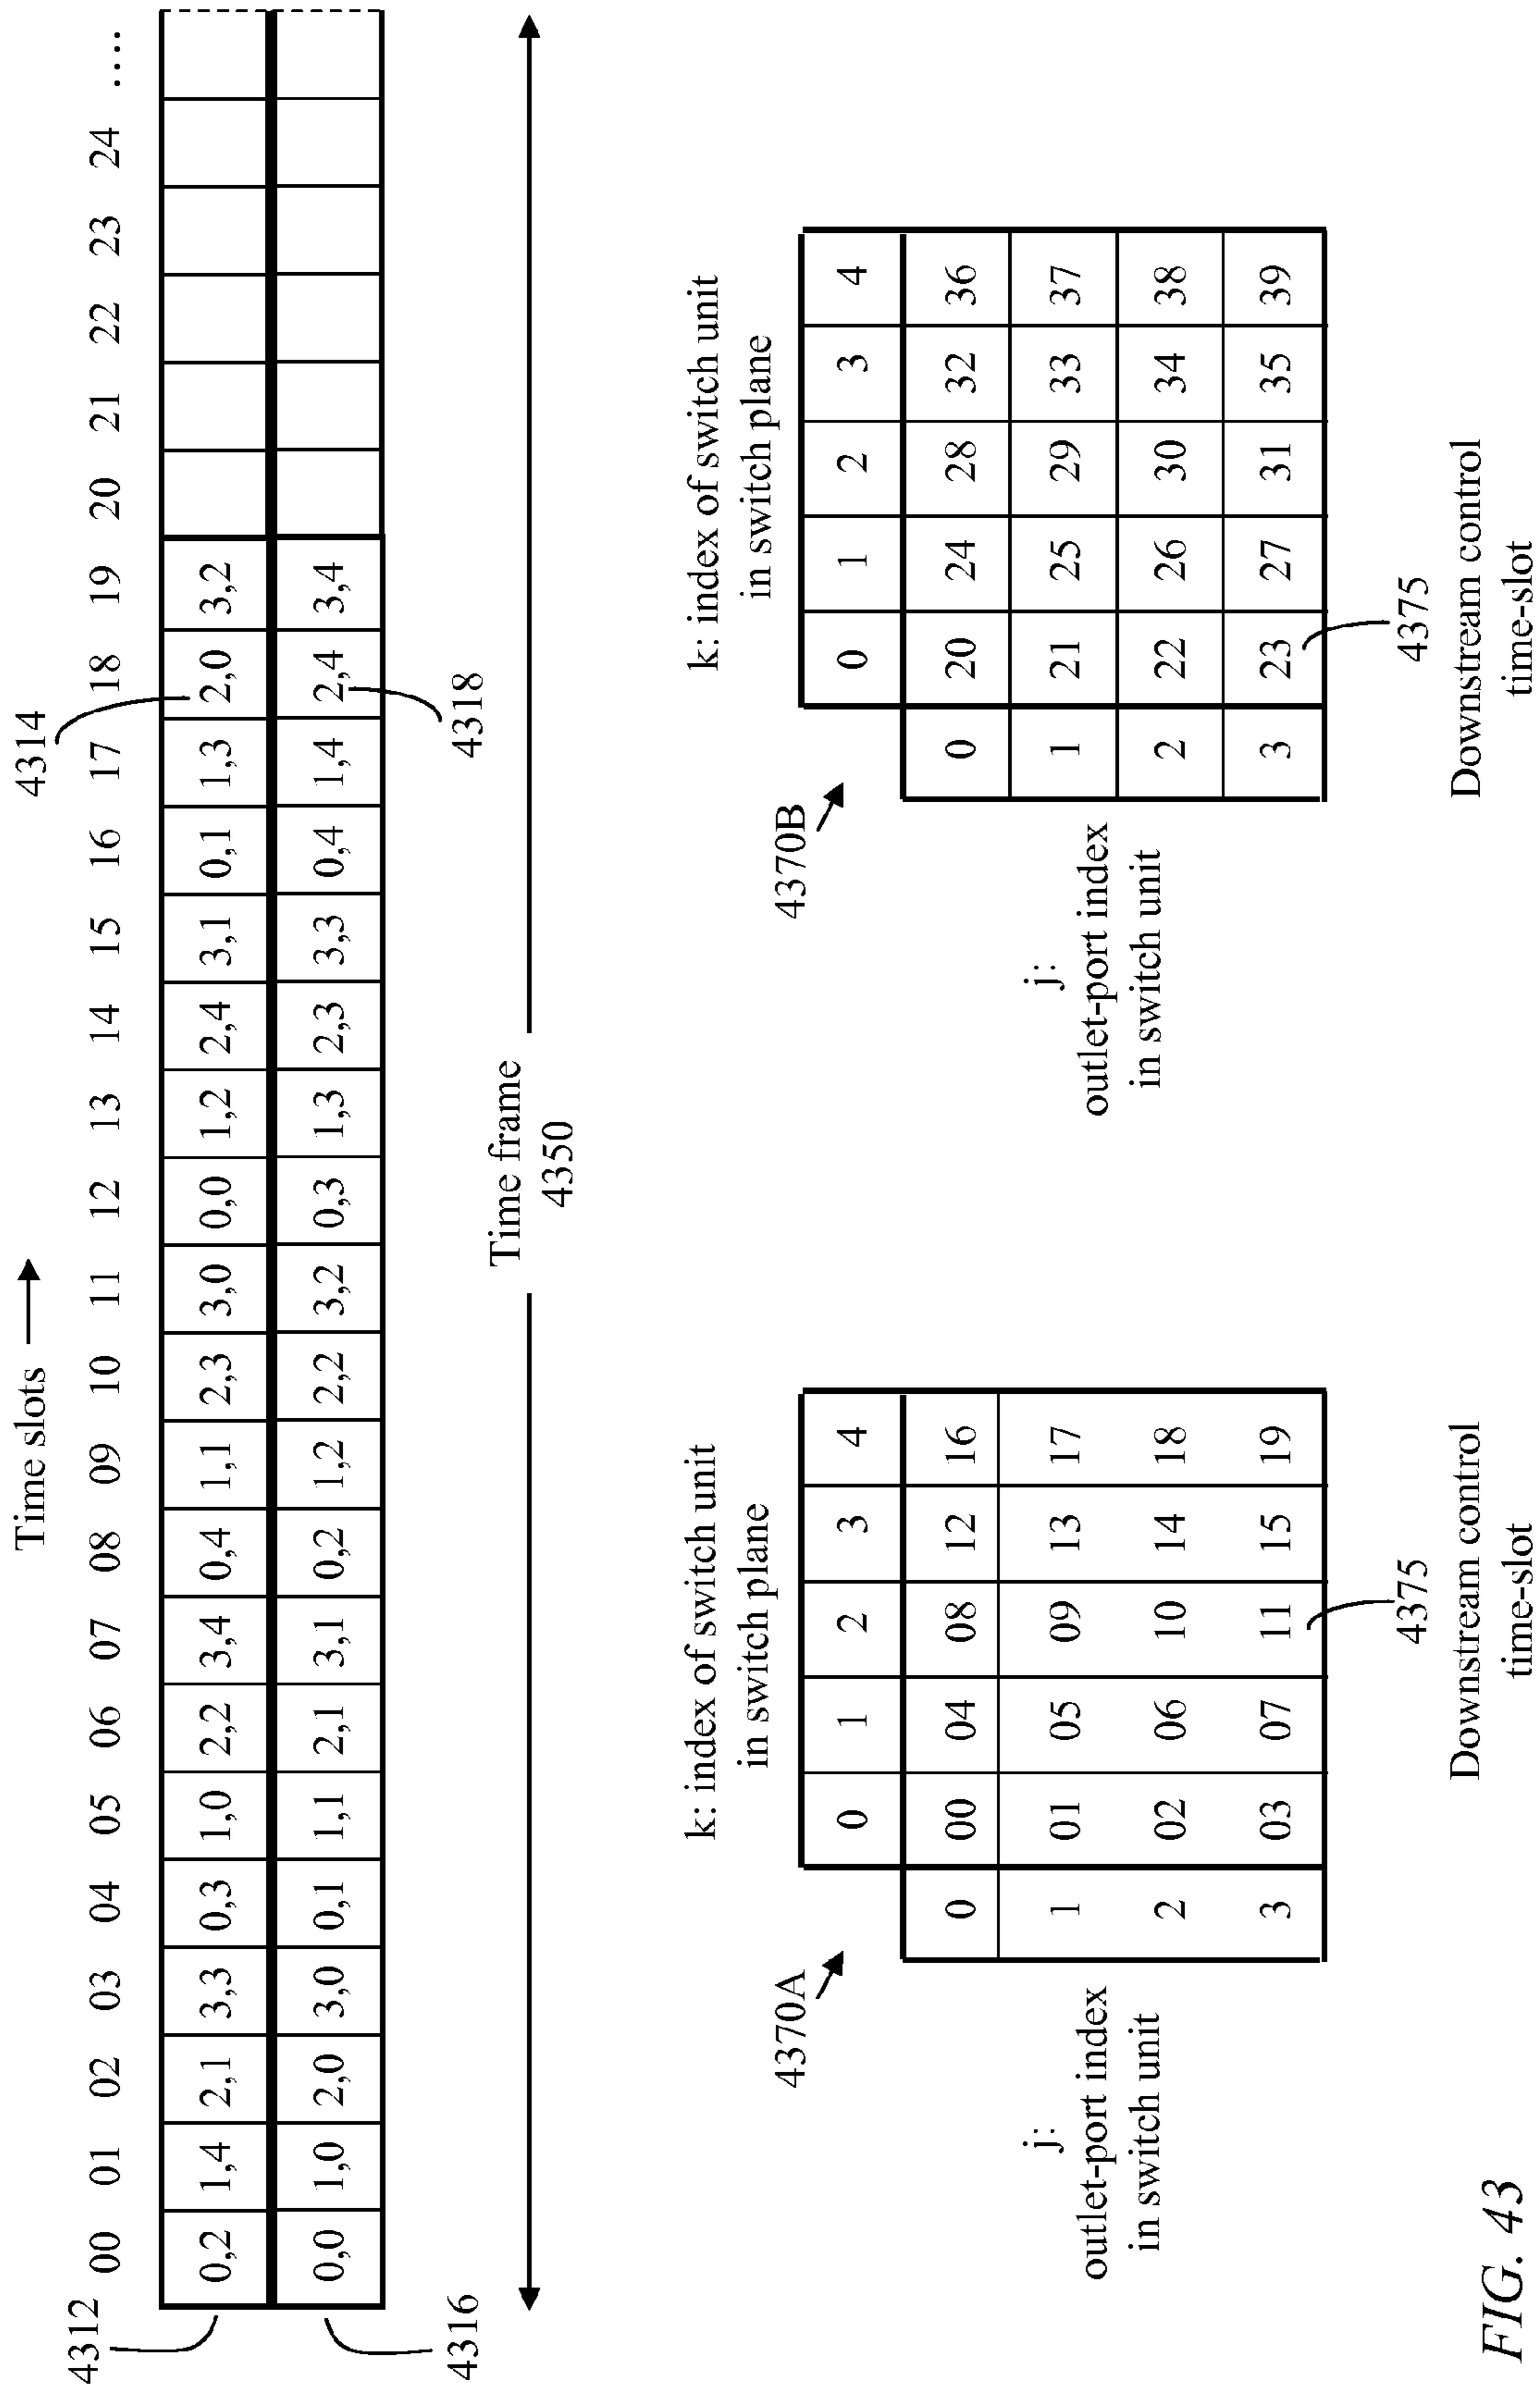 Time slots
4314
00 01 02 03 04 05 06 07 08 09 10 11 12 13 14 15 16 17 18 19 20 21 22 23 24 ....
4312
0,2 1,4 2,1 3,3 0,3 1,0 2,2 3,4 0,4 1,1 2,3 3,0 0,0 1,2 2,4 3,1 0,1 1,3 2,0 3,2
0,0 1,0 2,0 3,0 0,1 1,1 2,1 3,1 0,2 1,2 2,2 3,2 0,3 1,3 2,3 3,3 0,4 1,4 2,4 3,4
4316
4318
Time frame
4350
k: index of switch unit
in switch plane
4370A
0 1 2 3 4
0 00 04 08 12 16
1 01 05 09 13 17
2 02 06 10 14 18
3 03 07 11 15 19
j:
outlet-port index
in switch unit
4375
Downstream control
time-slot
k: index of switch unit
in switch plane
4370B
0 1 2 3 4
0 20 24 28 32 36
1 21 25 29 33 37
2 22 26 30 34 38
3 23 27 31 35 39
j:
outlet-port index
in switch unit
4375
Downstream control
time-slot
FIG. 43